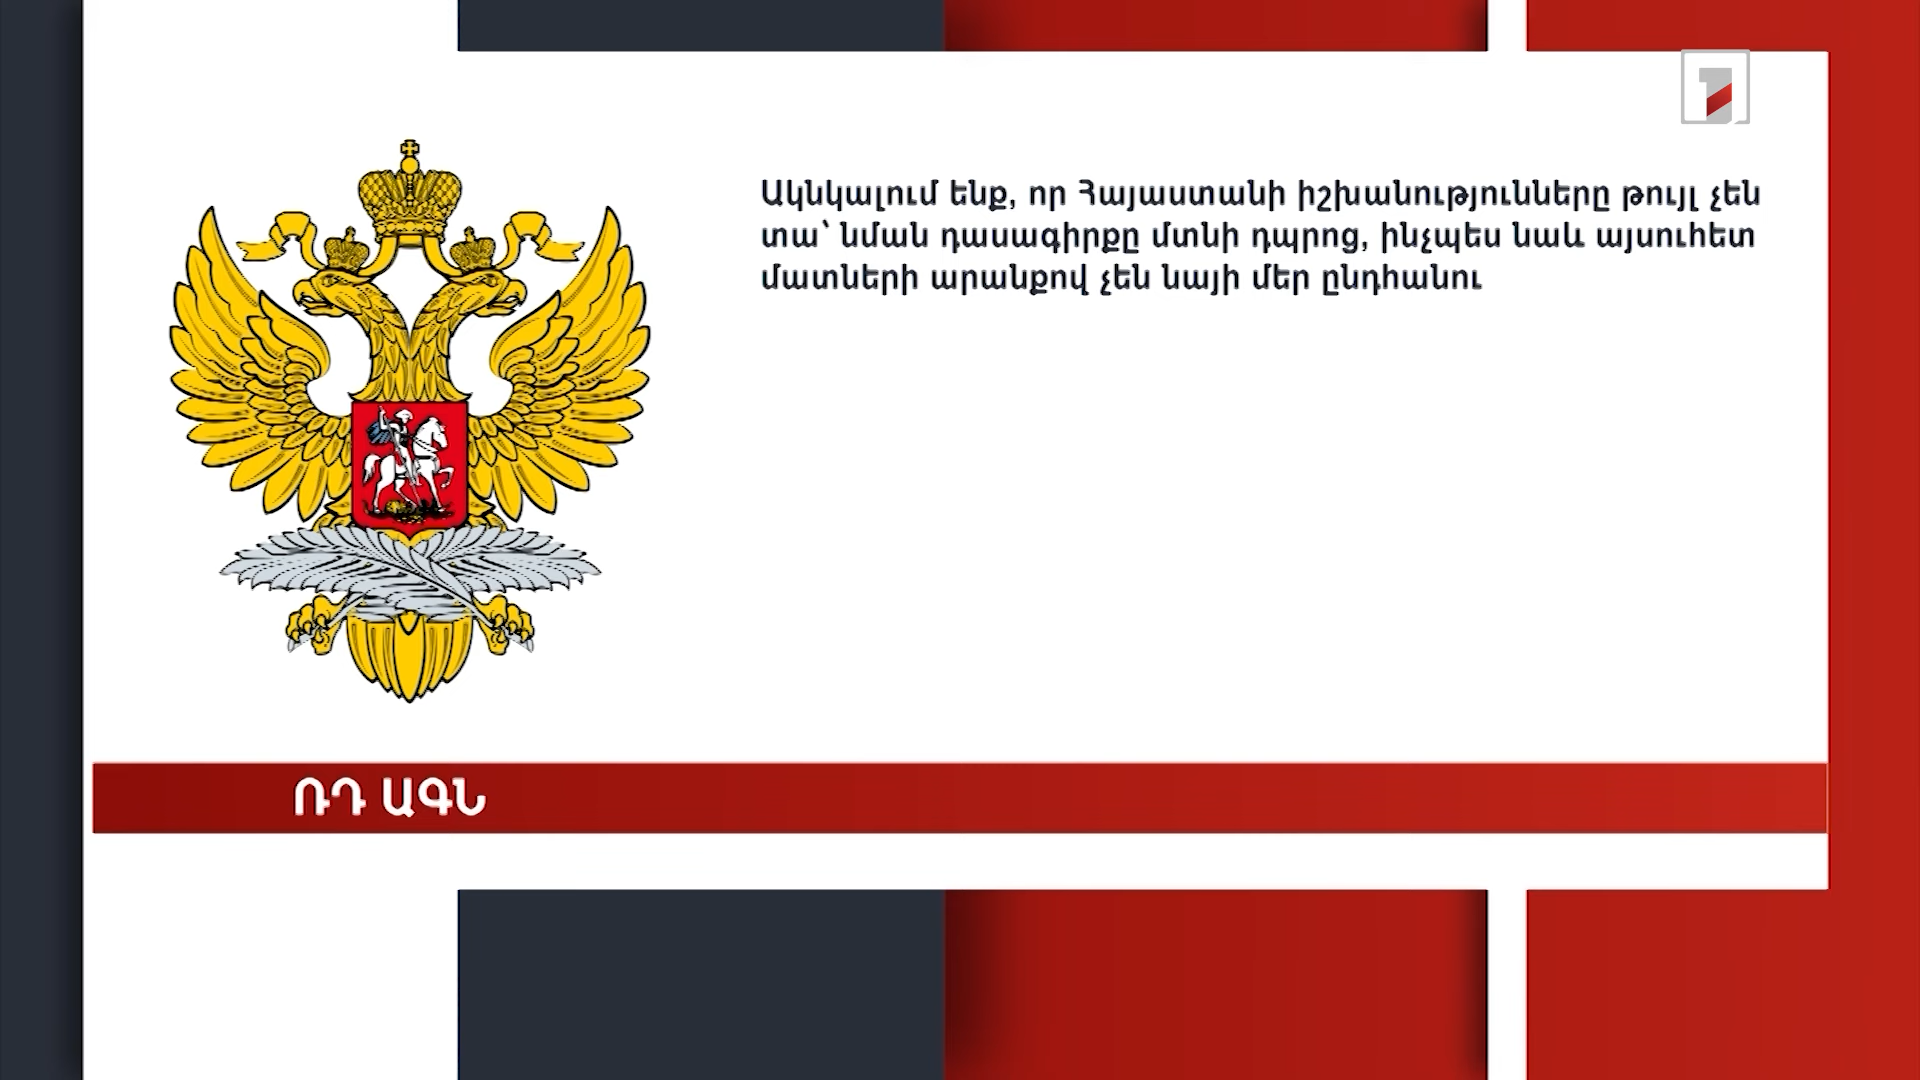 Ակնկալում ենք, որ Հայաստանի իշխանությունները թույլ չեն
տա՝ նման դասագիրքը մտնի դպրոց, ինչպես նաև այսուհետ
մատների արանքով չեն նայի մեր ընդհանու
ՌԴ ԱԳՆ